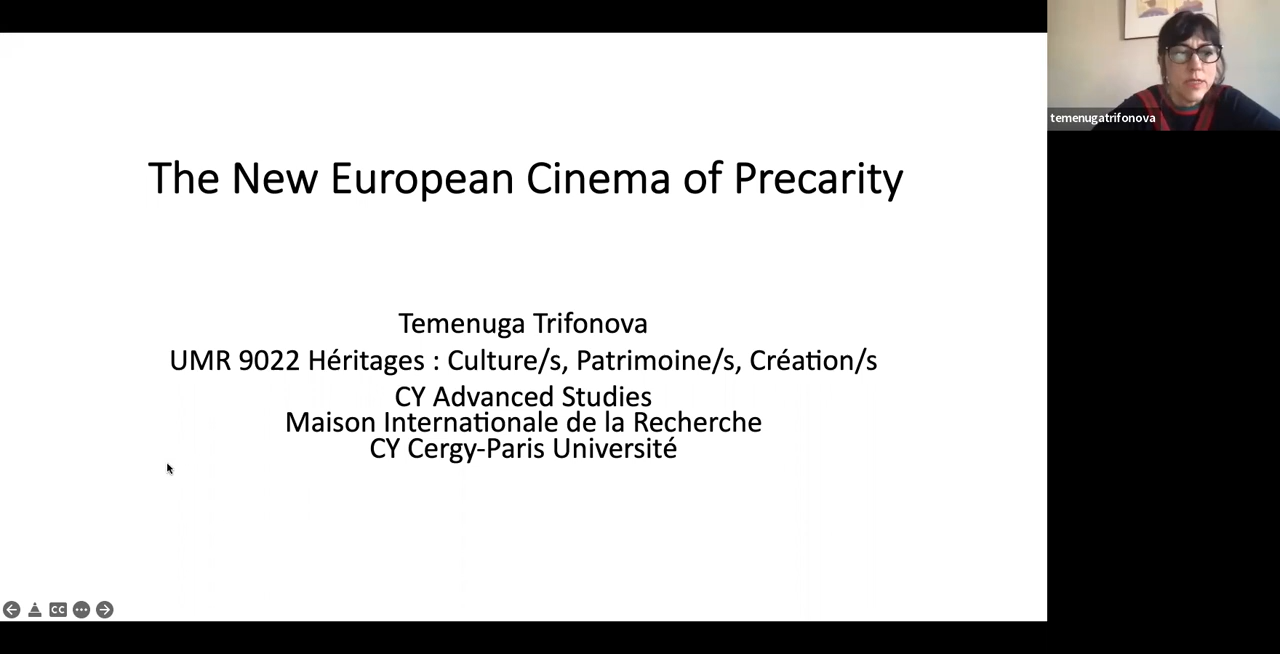 The New European Cinema of Precarity
Temenuga Trifonova
UMR 9022 Héritages : Culture/s, Patrimoine/s, Création/s
CY Advanced Studies
Maison Internationale de la Recherche
CY Cergy-Paris Université
temenugatrifonova
CC